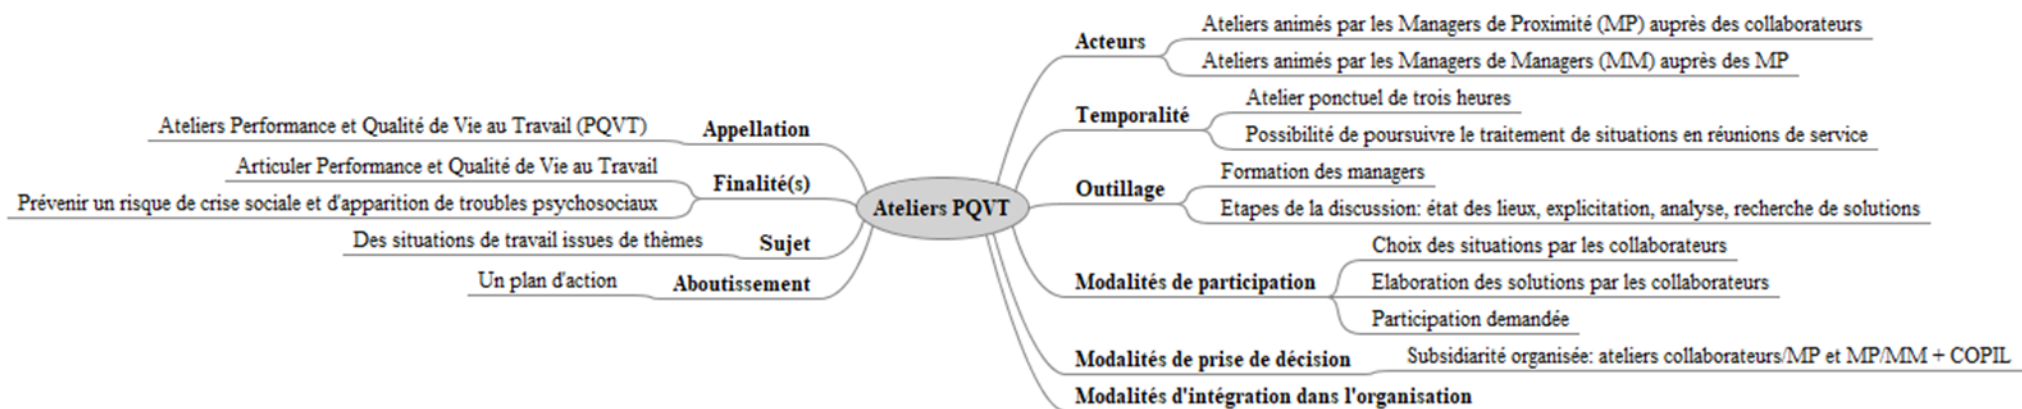 Ateliers PQVT
Appellation
Ateliers Performance et Qualité de Vie au Travail (PQVT)
Finalité(s)
Articuler Performance et Qualité de Vie au Travail
Prévenir un risque de crise sociale et d'apparition de troubles psychosociaux
Sujet
Des situations de travail issues de thèmes
Aboutissement
Un plan d'action
Acteurs
Ateliers animés par les Managers de Proximité (MP) auprès des collaborateurs
Ateliers animés par les Managers de Managers (MM) auprès des MP
Temporalité
Atelier ponctuel de trois heures
Possibilité de poursuivre le traitement de situations en réunions de service
Outillage
Formation des managers
Etapes de la discussion: état des lieux, explicitation, analyse, recherche de solutions
Modalités de participation
Choix des situations par les collaborateurs
Elaboration des solutions par les collaborateurs
Participation demandée
Modalités de prise de décision
Subsidiarité organisée: ateliers collaborateurs/MP et MP/MM + COPIL
Modalités d'intégration dans l'organisation